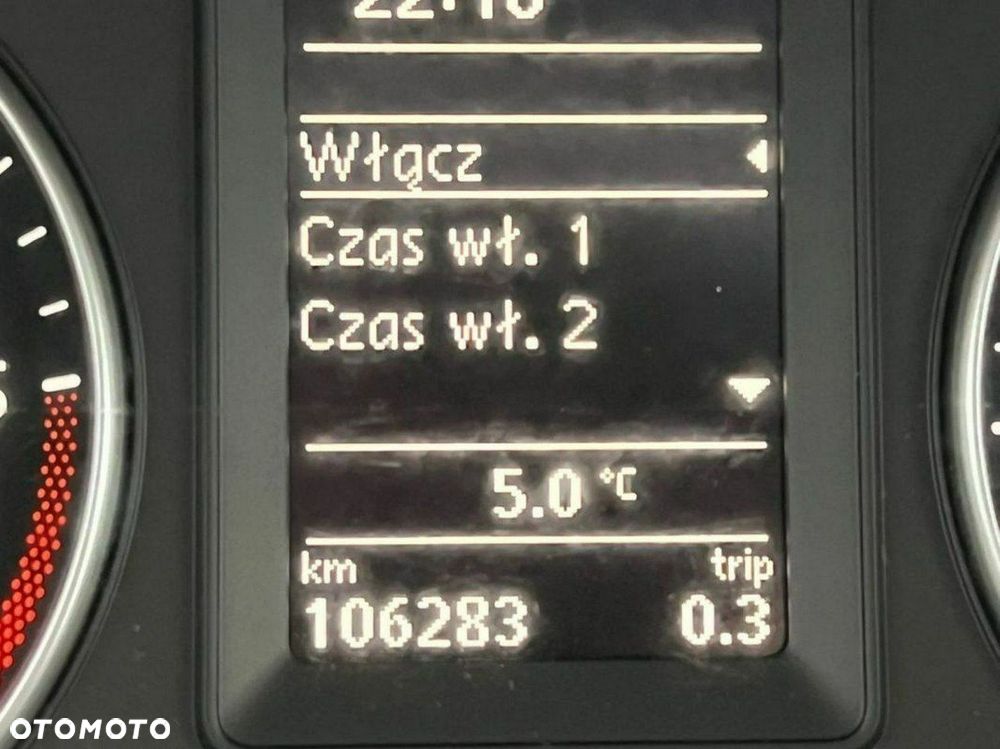 Włącz
Czas wł. 1
Czas wł. 2
5.0 °C
km trip
106283 0.3
OTOMOTO